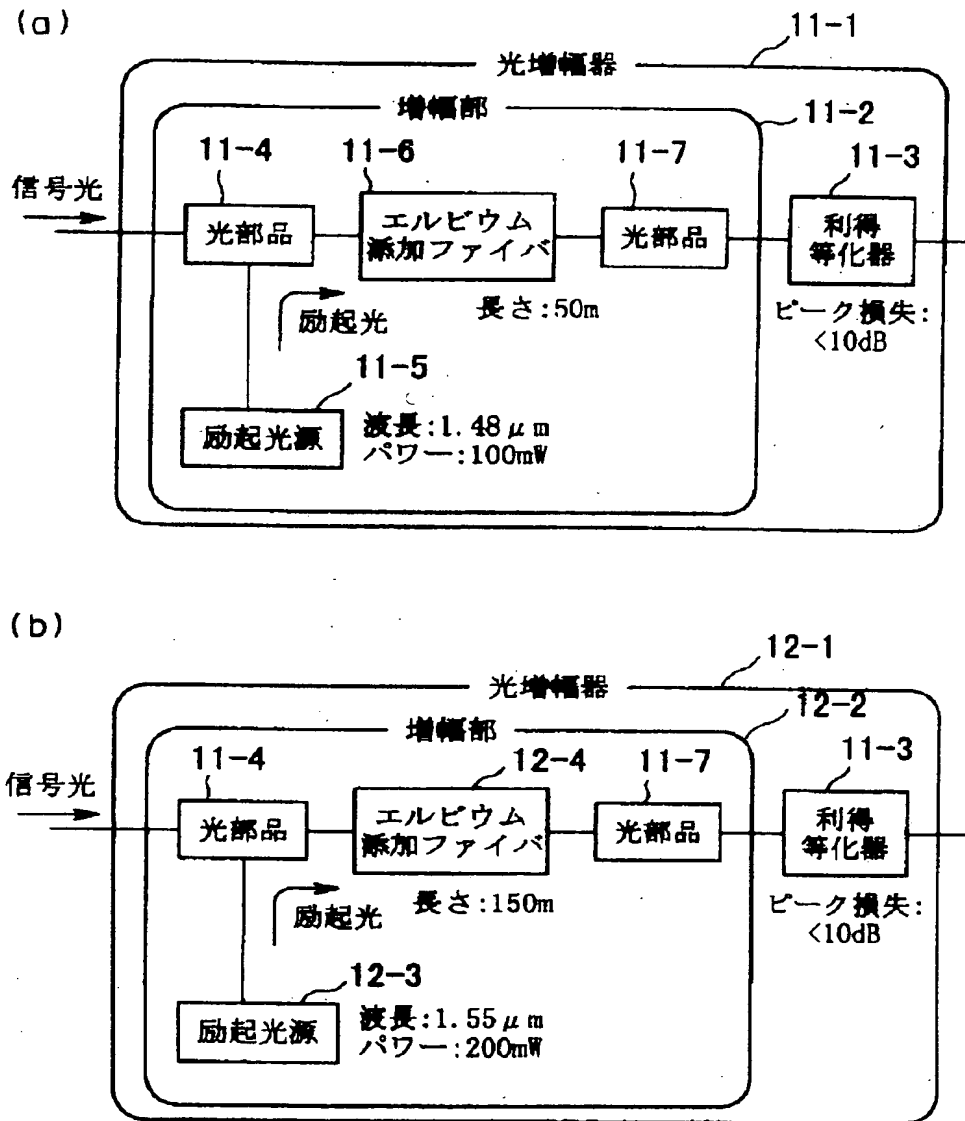 (a)
11-1
光増幅器
増幅部
11-2
11-4
11-6
11-7
11-3
信号光
光部品
エルビウム
添加ファイバ
光部品
利得
等化器
励起光
長さ:50m
ピーク損失:
<10dB
11-5
励起光源
波長:1.48μm
パワー:100mW
(b)
12-1
光増幅器
増幅部
12-2
11-4
12-4
11-7
11-3
信号光
光部品
エルビウム
添加ファイバ
光部品
利得
等化器
励起光
長さ:150m
ピーク損失:
<10dB
12-3
励起光源
波長:1.55μm
パワー:200mW